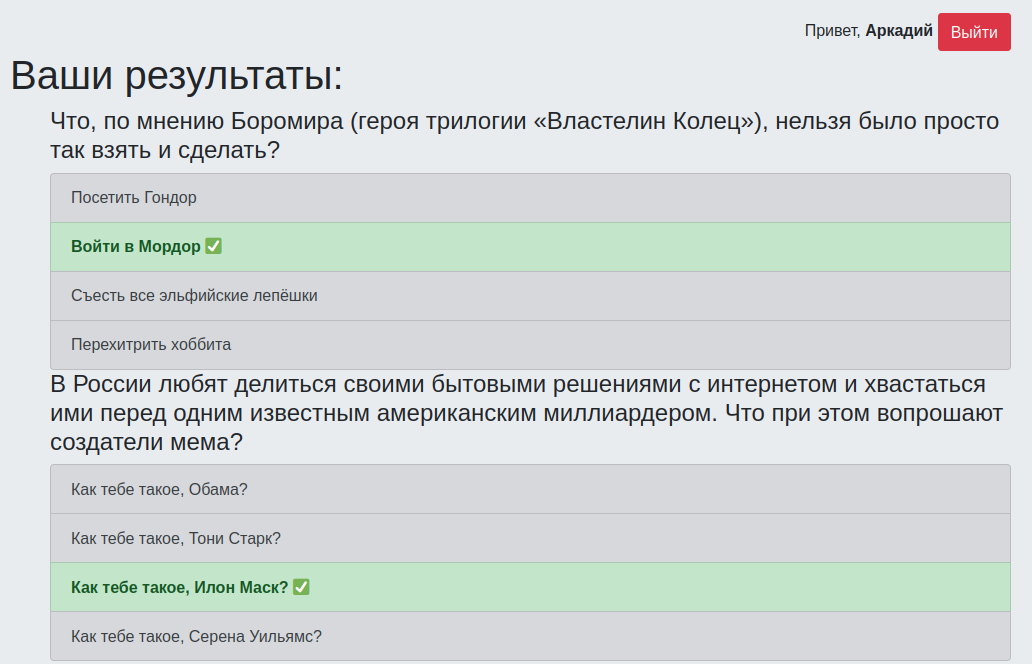 Привет, Аркадий Выйти
Ваши результаты:
Что, по мнению Боромира (героя трилогии «Властелин Колец»), нельзя было просто
так взять и сделать?
Посетить Гондор
Войти в Мордор ✅
Съесть все эльфийские лепёшки
Перехитрить хоббита
В России любят делиться своими бытовыми решениями с интернетом и хвастаться
ими перед одним известным американским миллиардером. Что при этом вопрошают
создатели мема?
Как тебе такое, Обама?
Как тебе такое, Тони Старк?
Как тебе такое, Илон Маск? ✅
Как тебе такое, Серена Уильямс?